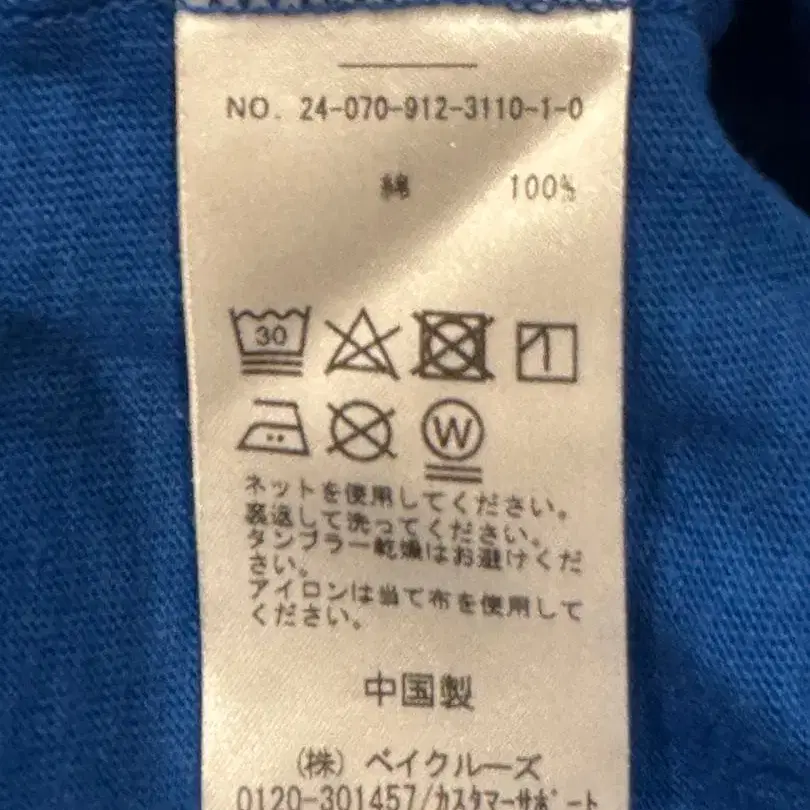 NO. 24-070-912-3110-1-0
綿 100%
30
W
ネットを使用してください。
裏返して洗ってください。
タンブラー乾燥はお避けくだ
さい。
アイロンは当て布を使用して
ください。
中国製
(株) ベイクルーズ
0120-301457/カスタマーサポート